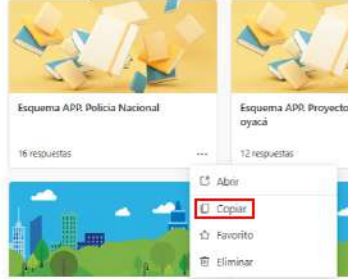 Esquema APP. Policia Nacional
Esquema APP. Proyecto
oyacá
16 respuestas
12 respuestas
Abrir
Copiar
Favorito
Eliminar